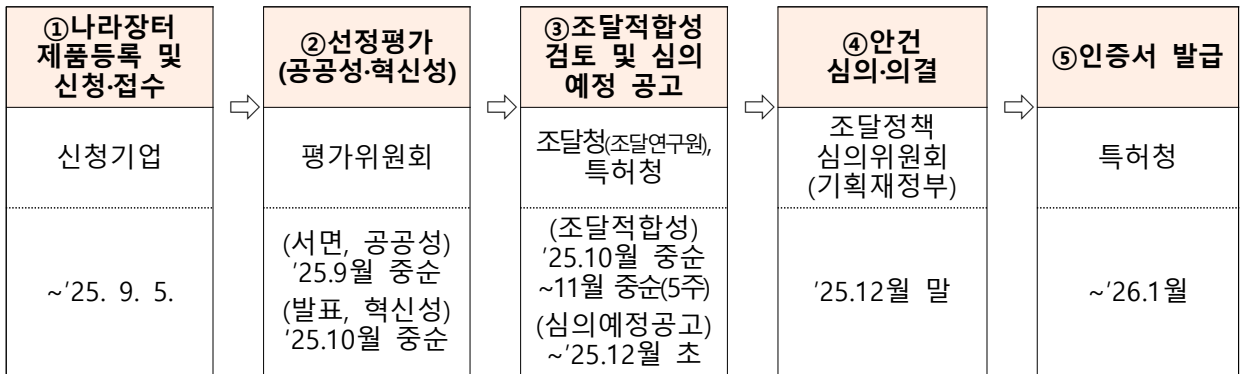 ①나라장터
제품등록 및
신청·접수
신청기업
~'25. 9. 5.
⇨
②선정평가
(공공성·혁신성)
평가위원회
(서면, 공공성)
'25.9월 중순
(발표, 혁신성)
'25.10월 중순
⇨
③조달적합성
검토 및 심의
예정 공고
조달청(조달연구원),
특허청
(조달적합성)
'25.10월 중순
~11월 중순(5주)
(심의예정공고)
~'25.12월 초
⇨
④안건
심의·의결
조달정책
심의위원회
(기획재정부)
'25.12월 말
⇨
⑤인증서 발급
특허청
~'26.1월